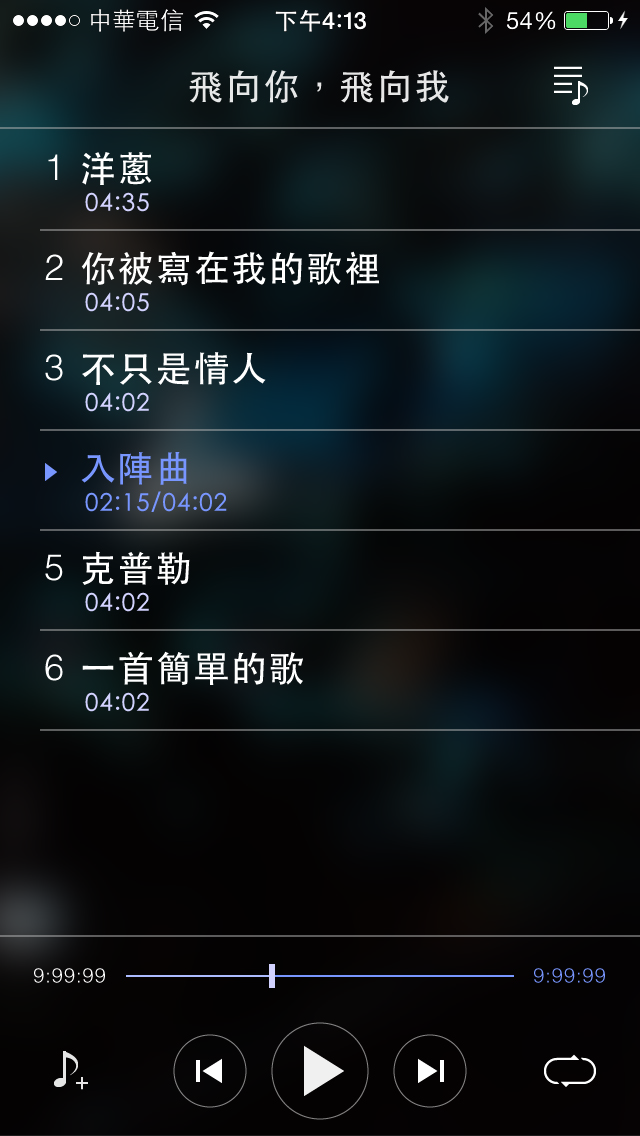 中華電信 下午4:13 54%
飛向你，飛向我
1 洋蔥
04:35
2 你被寫在我的歌裡
04:05
3 不只是情人
04:02
入陣曲
02:15/04:02
5 克普勒
04:02
6 一首簡單的歌
04:02
9:99:99 9:99:99